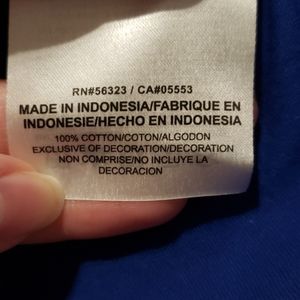 RN#56323 / CA#05553
MADE IN INDONESIA/FABRIQUE EN
INDONESIE/HECHO EN INDONESIA
100% COTTON/COTON/ALGODON
EXCLUSIVE OF DECORATION/DECORATION
NON COMPRISE/NO INCLUYE LA
DECORACION